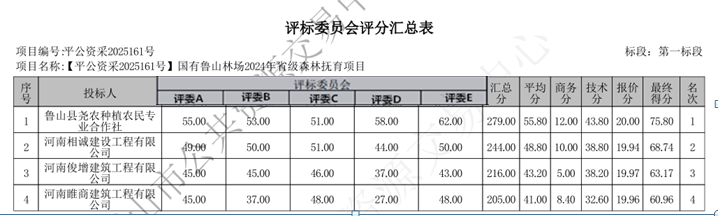 评标委员会评分汇总表
项目编号:平公资采2025161号 标段: 第一标段
项目名称:【平公资采2025161号】国有鲁山林场2024年省级森林抚育项目
序号 投标人 评标委员会 汇总分 平均分 商务分 技术分 报价分 最终得分 名次
评委A 评委B 评委C 评委D 评委E
1 鲁山县尧农种植农民专业合作社 55.00 53.00 51.00 58.00 62.00 279.00 55.80 12.00 43.80 20.00 75.80 1
2 河南相诚建设工程有限公司 49.00 50.00 51.00 44.00 50.00 244.00 48.80 10.00 38.80 19.94 68.74 2
3 河南俊增建筑工程有限公司 45.00 45.00 46.00 37.00 43.00 216.00 43.20 5.00 38.20 19.97 63.17 3
4 河南睢商建筑工程有限公司 45.00 37.00 48.00 27.00 48.00 205.00 41.00 8.40 32.60 19.96 60.96 4